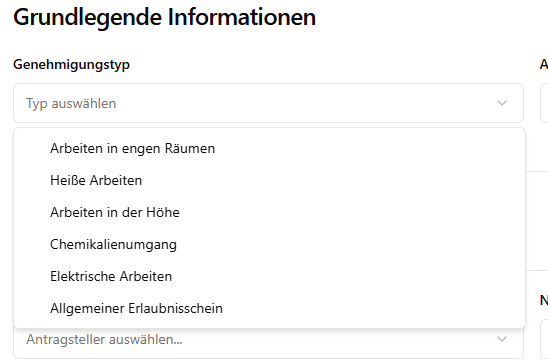 Grundlegende Informationen
Genehmigungstyp
A
Typ auswählen
Arbeiten in engen Räumen
Heiße Arbeiten
Arbeiten in der Höhe
Chemikalienumgang
Elektrische Arbeiten
Allgemeiner Erlaubnisschein
N
Antragsteller auswählen...